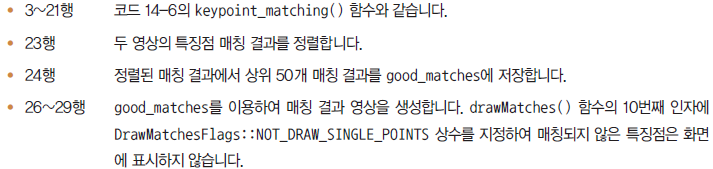 • 3~21행 코드 14-6의 keypoint_matching() 함수와 같습니다.
• 23행 두 영상의 특징점 매칭 결과를 정렬합니다.
• 24행 정렬된 매칭 결과에서 상위 50개 매칭 결과를 good_matches에 저장합니다.
• 26~29행 good_matches를 이용하여 매칭 결과 영상을 생성합니다. drawMatches() 함수의 10번째 인자에
DrawMatchesFlags::NOT_DRAW_SINGLE_POINTS 상수를 지정하여 매칭되지 않은 특징점은 화면
에 표시하지 않습니다.